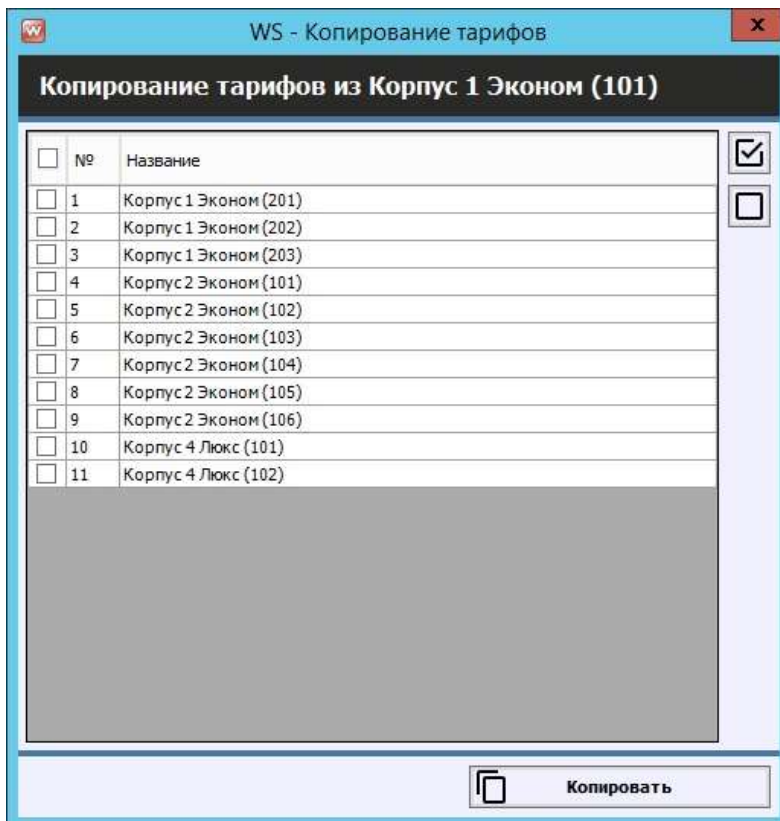 WS - Копирование тарифов
x
Копирование тарифов из Корпус 1 Эконом (101)
№ Название
1 Корпус 1 Эконом (201)
2 Корпус 1 Эконом (202)
3 Корпус 1 Эконом (203)
4 Корпус 2 Эконом (101)
5 Корпус 2 Эконом (102)
6 Корпус 2 Эконом (103)
7 Корпус 2 Эконом (104)
8 Корпус 2 Эконом (105)
9 Корпус 2 Эконом (106)
10 Корпус 4 Люкс (101)
11 Корпус 4 Люкс (102)
Копировать